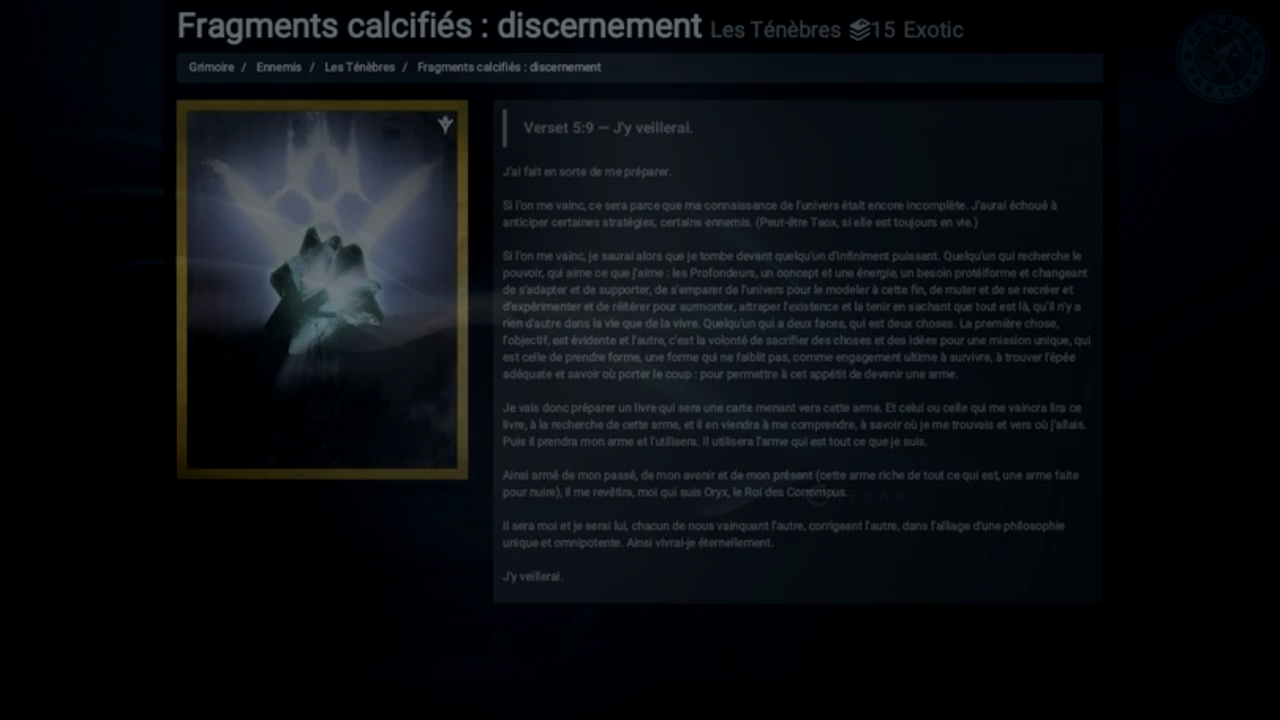 Fragments calcifiés : discernement Les Ténèbres 15 Exotic
Grimoire / Ennemis / Les Ténèbres / Fragments calcifiés : discernement
Verset 5:9 — J'y veillerai.
J'ai fait en sorte de me préparer.
Si l'on me vainc, ce sera parce que ma connaissance de l'univers était encore incomplète. J'aurai échoué à
anticiper certaines stratégies, certains ennemis. (Peut-être Taox, si elle est toujours en vie.)
Si l'on me vainc, je saurai alors que je tombe devant quelqu'un d'infiniment puissant. Quelqu'un qui recherche le
pouvoir, qui aime ce que j'aime : les Profondeurs, un concept et une énergie, un besoin protéiforme et changeant
de s'adapter et de supporter, de s'emparer de l'univers pour le modeler à cette fin, de muter et de se recréer et
d'expérimenter et de réitérer pour surmonter, attraper l'existence et la tenir en sachant que tout est là, qu'il n'y a
rien d'autre dans la vie que de la vivre. Quelqu'un qui a deux faces, qui est deux choses. La première chose,
l'objectif, est évidente et l'autre, c'est la volonté de sacrifier des choses et des idées pour une mission unique, qui
est celle de prendre forme, une forme qui ne faiblit pas, comme engagement ultime à survivre, à trouver l'épée
adéquate et savoir où porter le coup : pour permettre à cet appétit de devenir une arme.
Je vais donc préparer un livre qui sera une carte menant vers cette arme. Et celui ou celle qui me vaincra lira ce
livre, à la recherche de cette arme, et il en viendra à me comprendre, à savoir où je me trouvais et vers où j'allais.
Puis il prendra mon arme et l'utilisera. Il utilisera l'arme qui est tout ce que je suis.
Ainsi armé de mon passé, de mon avenir et de mon présent (cette arme riche de tout ce qui est, une arme faite
pour nuire), il me revêtira, moi qui suis Oryx, le Roi des Corrompus.
Il sera moi et je serai lui, chacun de nous vainquant l'autre, corrigeant l'autre, dans l'alliage d'une philosophie
unique et omnipotente. Ainsi vivrai-je éternellement.
J'y veillerai.